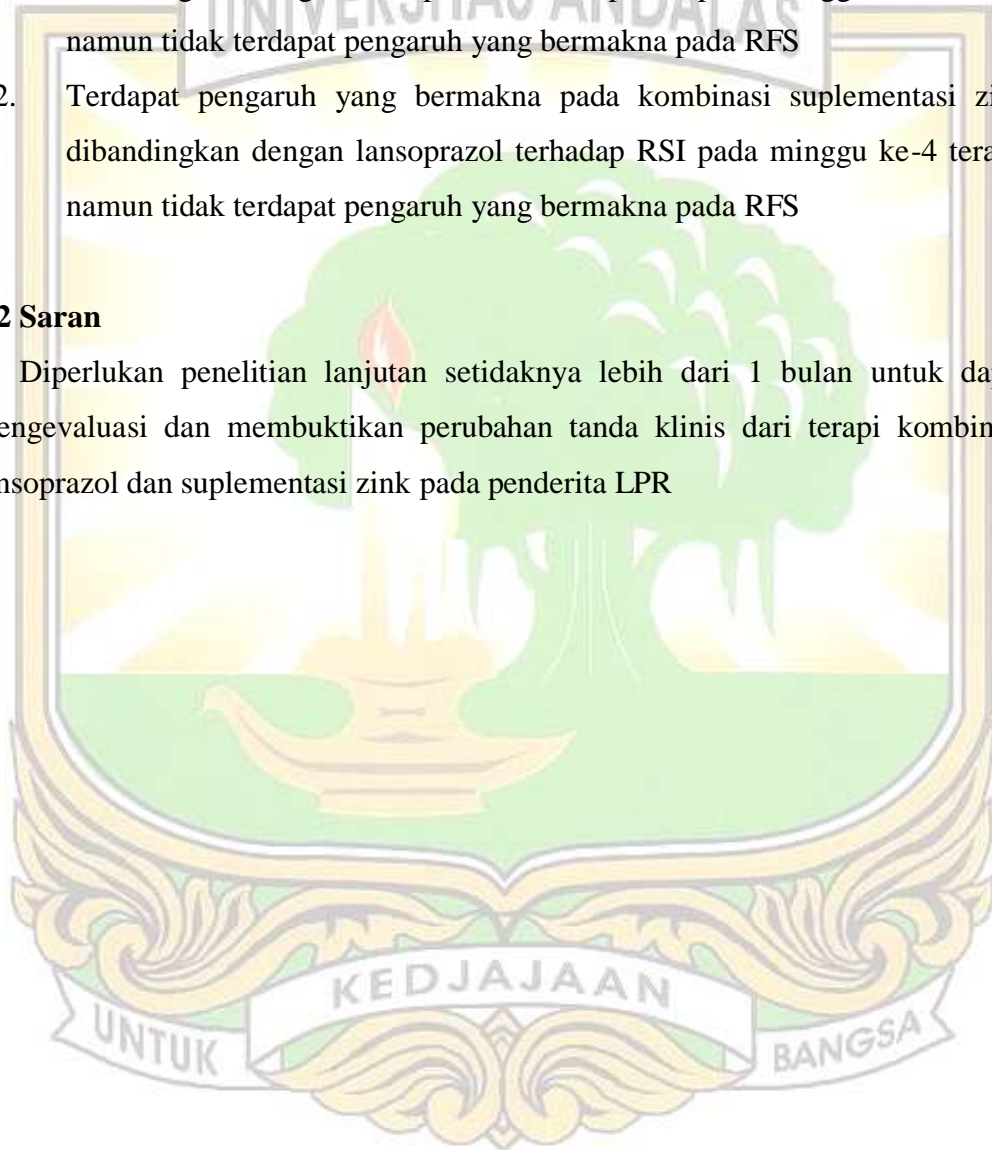 UNIVERSITAS ANDALAS
namun tidak terdapat pengaruh yang bermakna pada RFS
2. Terdapat pengaruh yang bermakna pada kombinasi suplementasi
dibandingkan dengan lansoprazol terhadap RSI pada minggu ke-4
namun tidak terdapat pengaruh yang bermakna pada RFS
2 Saran
Diperlukan penelitian lanjutan setidaknya lebih dari 1 bulan untuk
engevaluasi dan membuktikan perubahan tanda klinis dari terapi
nsoprazol dan suplementasi zink pada penderita LPR
KEDJAJAAN
UNTUK BANGSA